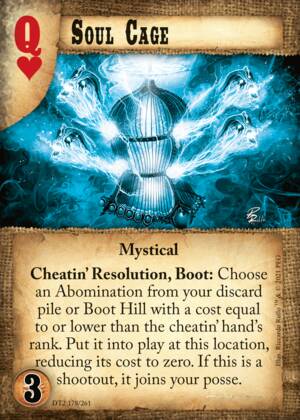 Q
SOUL CAGE
Mystical
Cheatin' Resolution, Boot: Choose
an Abomination from your discard
pile or Boot Hill with a cost equal
to or lower than the cheatin' hand's
rank. Put it into play at this location,
reducing its cost to zero. If this is a
shootout, it joins your posse.
3
DT2 178/261